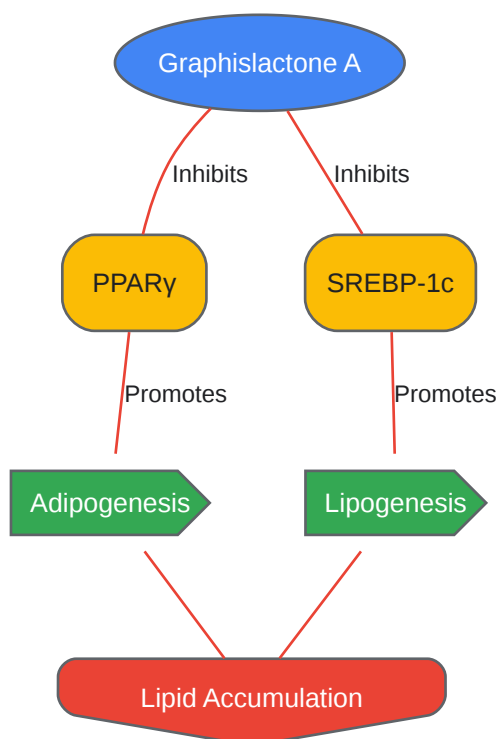 Graphislactone A
Inhibits
Inhibits
PPARγ
SREBP-1c
Promotes
Promotes
Adipogenesis
Lipogenesis
Lipid Accumulation